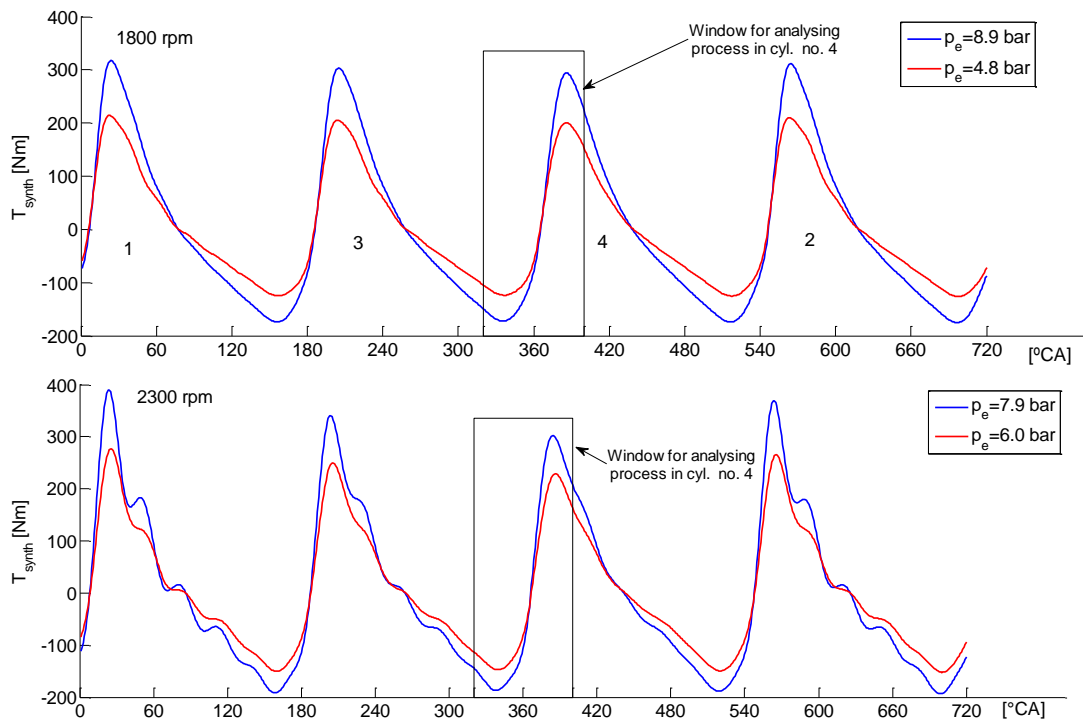 400
1800 rpm
Window for analysing
process in cyl. no. 4
p_e=8.9 bar
p_e=4.8 bar
300
200
100
0
-100
-200
T_synth [Nm]
1
3
4
2
0 60 120 180 240 300 360 420 480 540 600 660 720
[ºCA]
400
2300 rpm
Window for analysing
process in cyl. no. 4
p_e=7.9 bar
p_e=6.0 bar
300
200
100
0
-100
-200
T_synth [Nm]
0 60 120 180 240 300 360 420 480 540 600 660 720
[ºCA]